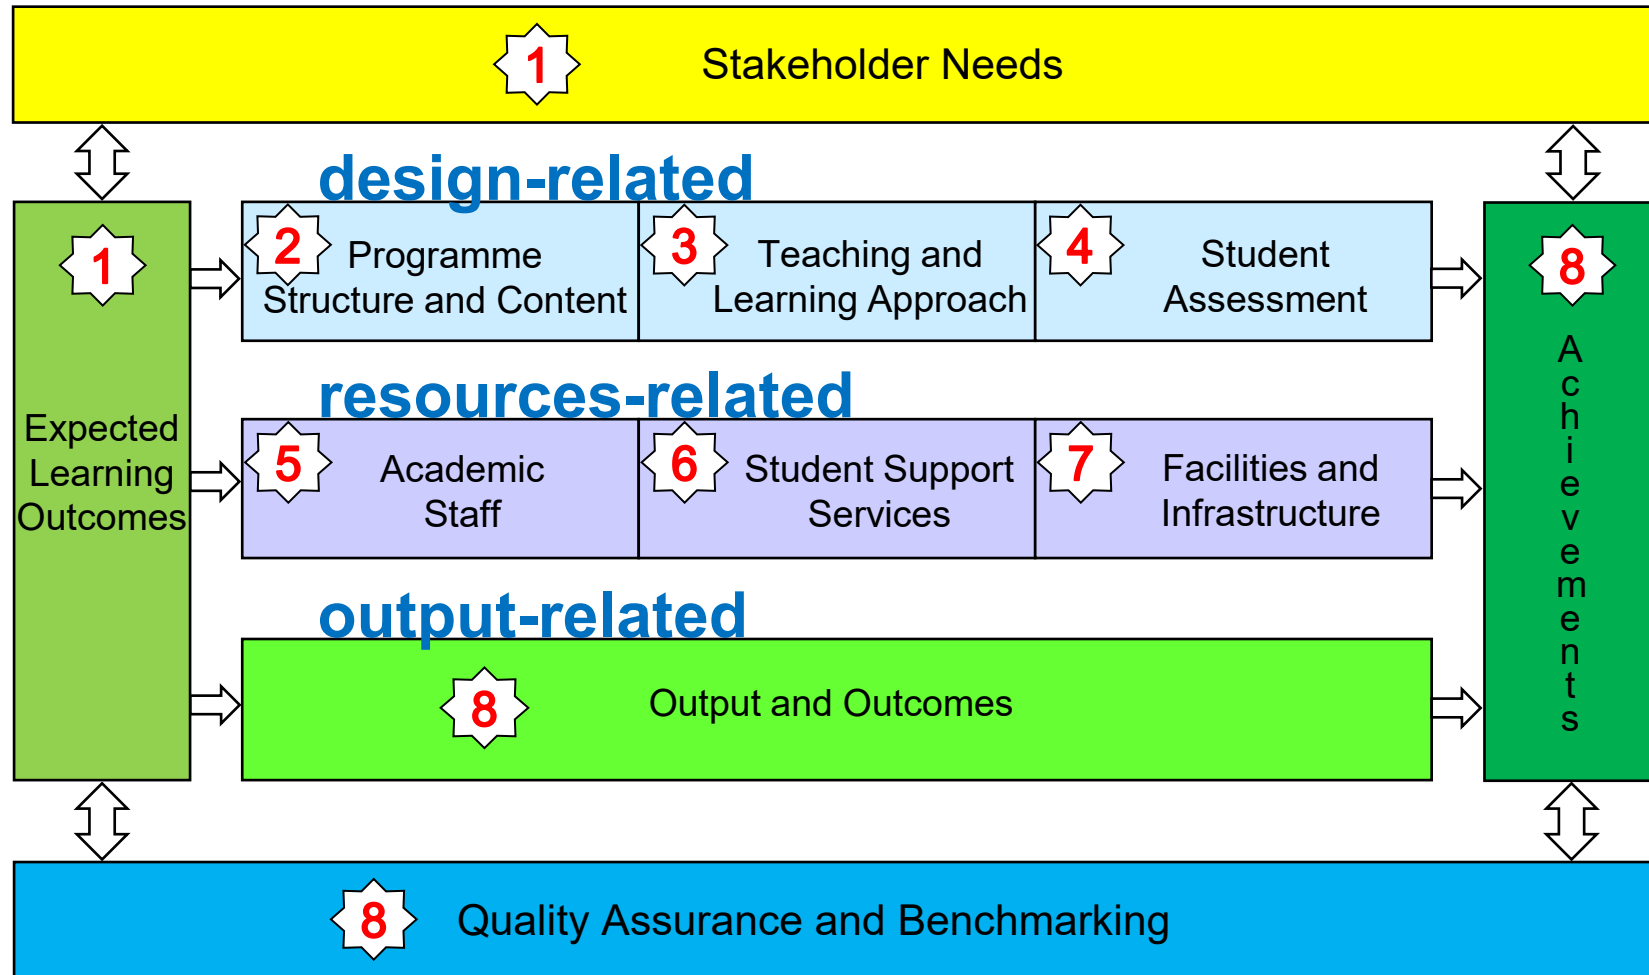 1 Stakeholder Needs
design-related
1
Expected
Learning
Outcomes
2 Programme
Structure and Content
3 Teaching and
Learning Approach
4 Student
Assessment
resources-related
5 Academic
Staff
6 Student Support
Services
7 Facilities and
Infrastructure
output-related
8 Output and Outcomes
8
Achievements
8 Quality Assurance and Benchmarking